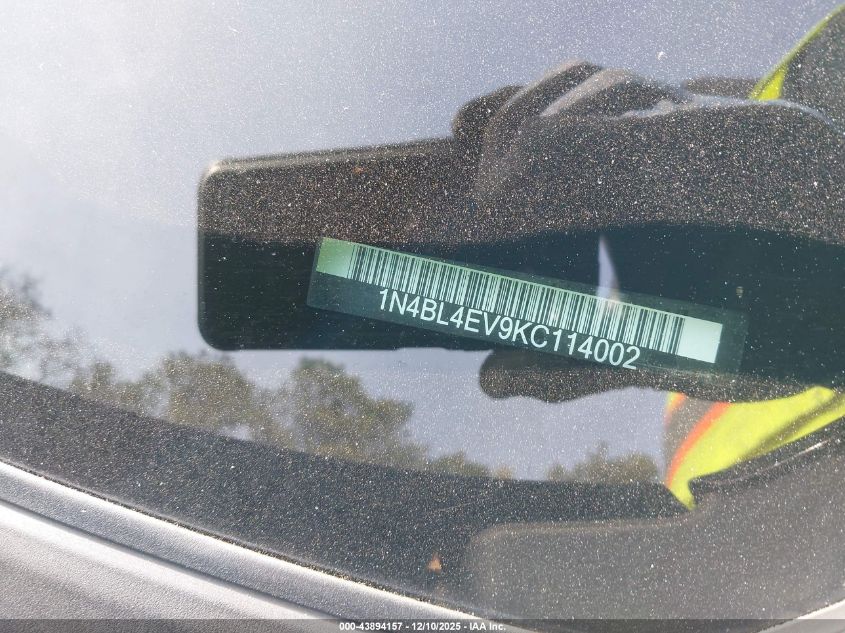 1N4BL4EV9KC114002
000-43894157 - 12/10/2025 - IAA, Inc.